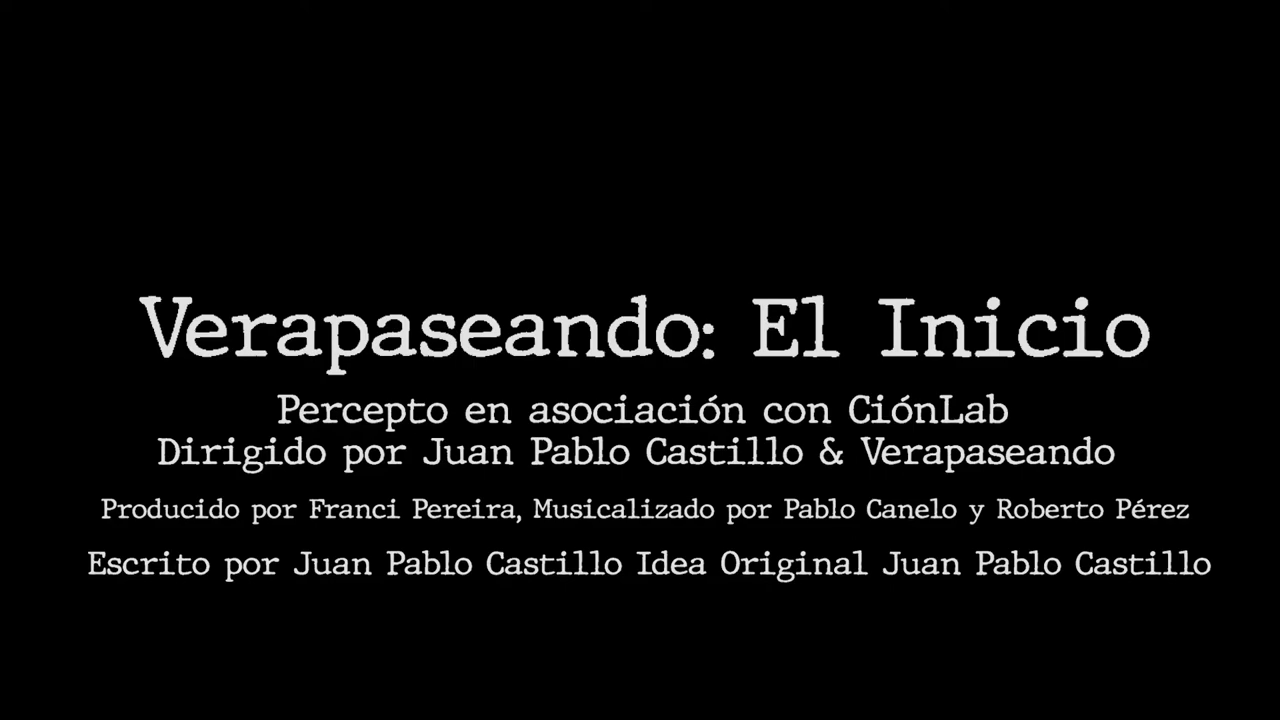 Verapaseando: El Inicio
Percepto en asociación con CiónLab
Dirigido por Juan Pablo Castillo & Verapaseando
Producido por Franci Pereira, Musicalizado por Pablo Canelo y Roberto Pérez
Escrito por Juan Pablo Castillo Idea Original Juan Pablo Castillo